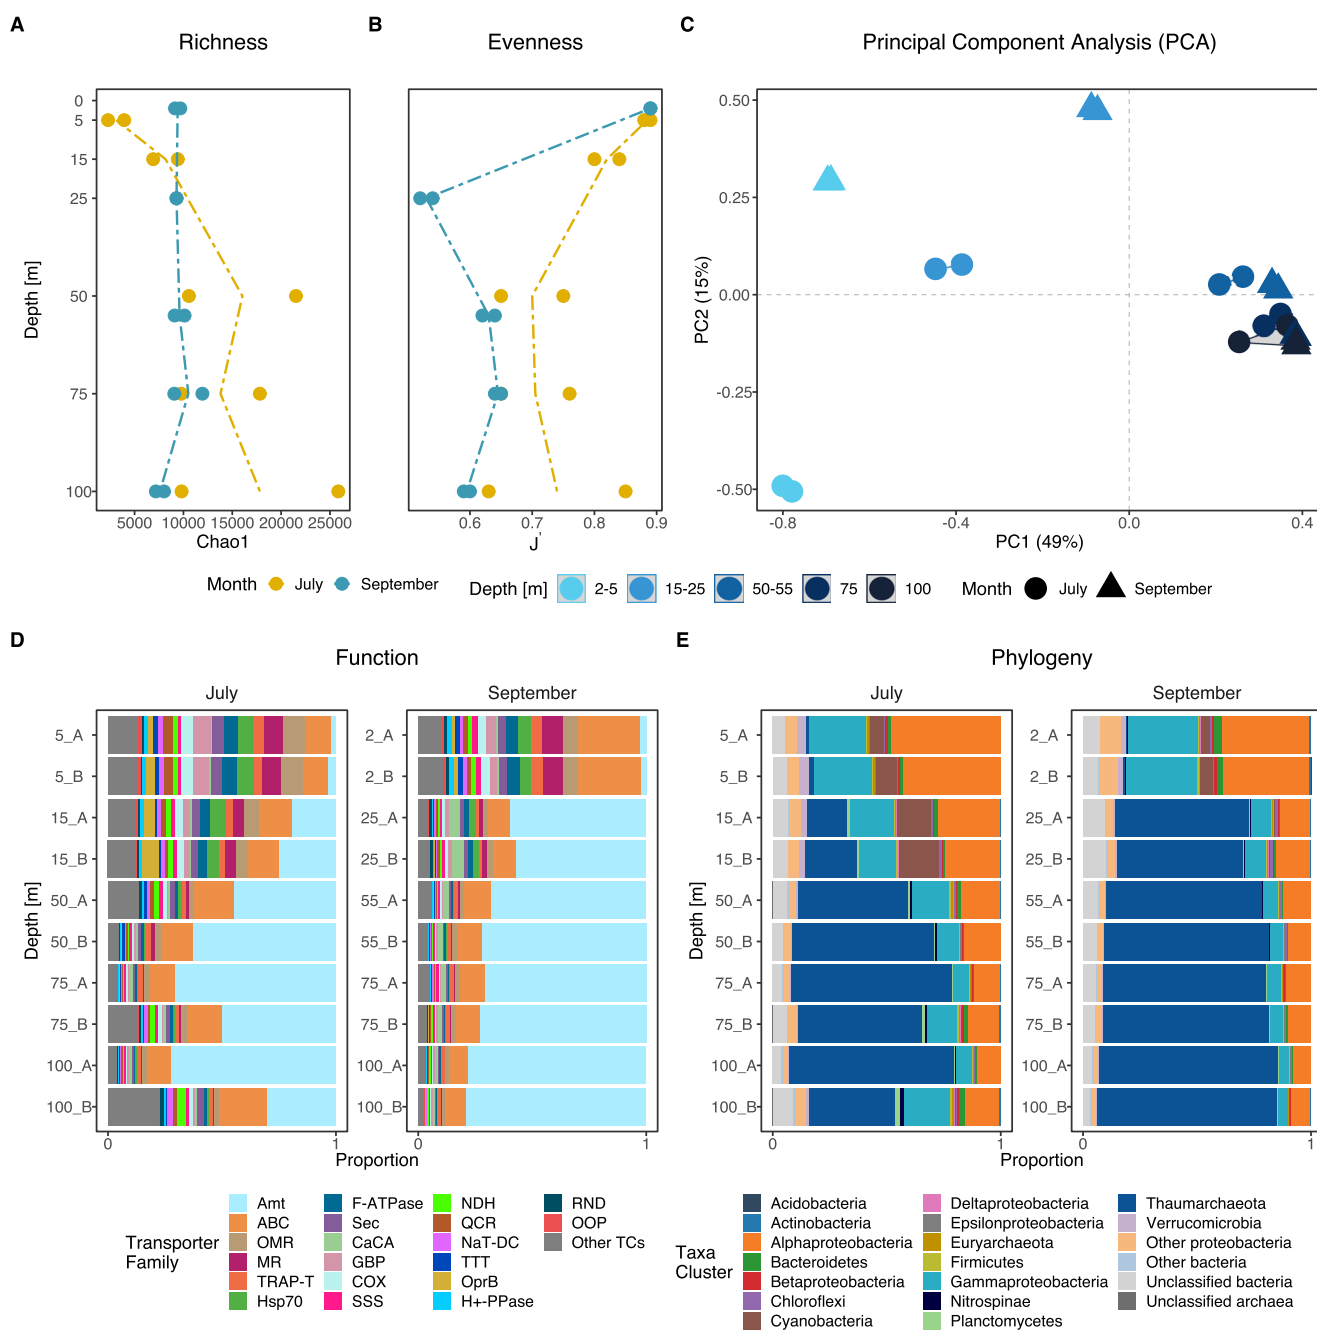 A
Richness
B
Evenness
C
Principal Component Analysis (PCA)
Depth [m]
0
5
15
25
50
75
100
5000 10000 15000 20000 25000
Chao1
0.6 0.7 0.8 0.9
J'
PC2 (15%)
0.50
0.25
0.00
-0.25
-0.50
-0.8 -0.4 0.0 0.4
PC1 (49%)
Month July September
Depth [m] 2-5 15-25 50-55 75 100
Month July September
D
Function
July
September
Depth [m]
5_A
5_B
15_A
15_B
50_A
50_B
75_A
75_B
100_A
100_B
0 1
2_A
2_B
25_A
25_B
55_A
55_B
75_A
75_B
100_A
100_B
0 1
Proportion
Transporter
Family
Amt
ABC
OMR
MR
TRAP-T
Hsp70
F-ATPase
Sec
CaCA
GBP
COX
SSS
NDH
QCR
NaT-DC
TTT
OprB
H+-PPase
RND
OOP
Other TCs
E
Phylogeny
July
September
Depth [m]
5_A
5_B
15_A
15_B
50_A
50_B
75_A
75_B
100_A
100_B
0 1
2_A
2_B
25_A
25_B
55_A
55_B
75_A
75_B
100_A
100_B
0 1
Proportion
Taxa
Cluster
Acidobacteria
Actinobacteria
Alphaproteobacteria
Bacteroidetes
Betaproteobacteria
Chloroflexi
Cyanobacteria
Deltaproteobacteria
Epsilonproteobacteria
Euryarchaeota
Firmicutes
Gammaproteobacteria
Nitrospinae
Planctomycetes
Thaumarchaeota
Verrucomicrobia
Other proteobacteria
Other bacteria
Unclassified bacteria
Unclassified archaea